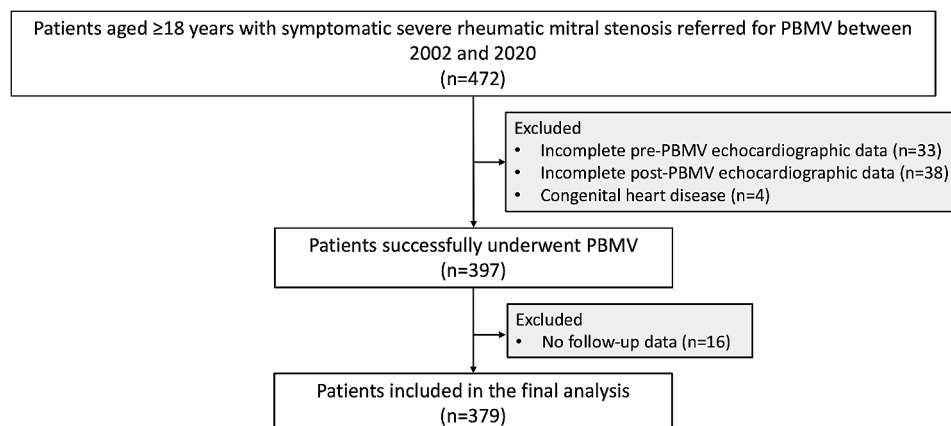 Patients aged ≥18 years with symptomatic severe rheumatic mitral stenosis referred for PBMV between
2002 and 2020
(n=472)
Excluded
• Incomplete pre-PBMV echocardiographic data (n=33)
• Incomplete post-PBMV echocardiographic data (n=38)
• Congenital heart disease (n=4)
Patients successfully underwent PBMV
(n=397)
Excluded
• No follow-up data (n=16)
Patients included in the final analysis
(n=379)